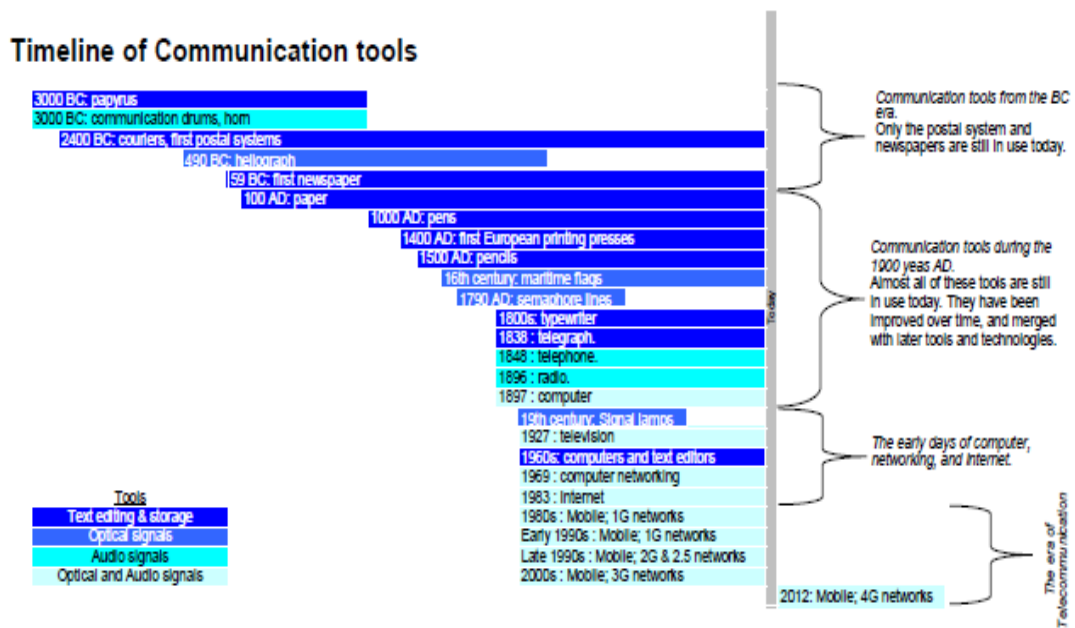 Timeline of Communication tools
3000 BC: papyrus
3000 BC: communication drums, horn
2400 BC: couriers, first postal systems
490 BC: heliograph
59 BC: first newspaper
100 AD: paper
1000 AD: pens
1400 AD: first European printing presses
1500 AD: pencils
16th century: maritime flags
1790 AD: semaphore lines
1800s: typewriter
1838 : telegraph.
1848 : telephone.
1896 : radio.
1897 : computer
19th century: Signal lamps
1927 : television
1960s: computers and text editors
1969 : computer networking
1983 : Internet
1980s : Mobile; 1G networks
Early 1990s : Mobile; 1G networks
Late 1990s : Mobile; 2G & 2.5 networks
2000s : Mobile; 3G networks
2012: Mobile; 4G networks
Today
Communication tools from the BC
era.
Only the postal system and
newspapers are still in use today.
Communication tools during the
1900 yeas AD.
Almost all of these tools are still
in use today. They have been
improved over time, and merged
with later tools and technologies.
The early days of computer,
networking, and Internet.
The era of
Telecommunication
Tools
Text editing & storage
Optical signals
Audio signals
Optical and Audio signals